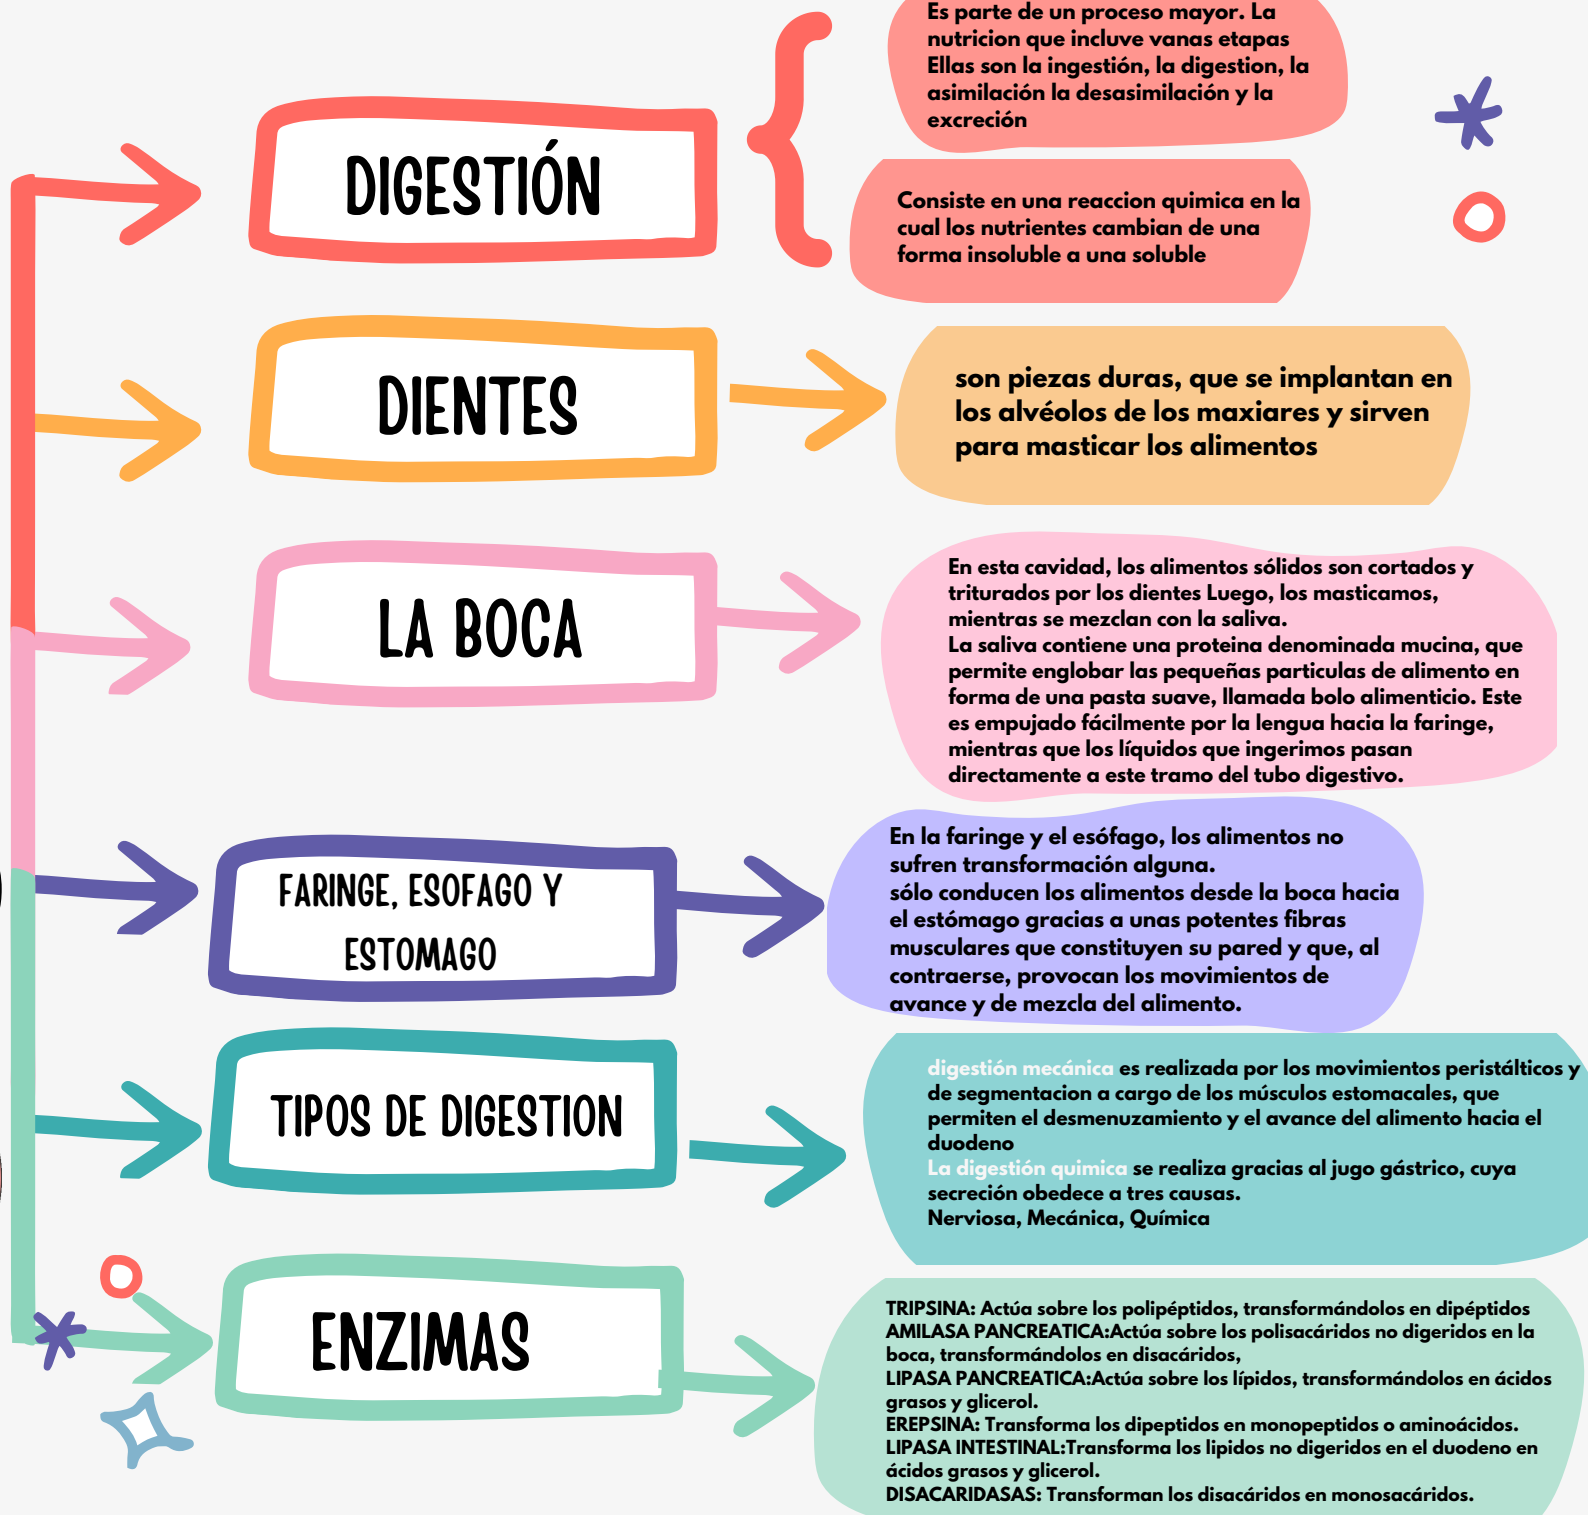 DIGESTIÓN
Es parte de un proceso mayor. La
nutricion que incluve vanas etapas
Ellas son la ingestión, la digestion, la
asimilación la desasimilación y la
excreción
Consiste en una reaccion quimica en la
cual los nutrientes cambian de una
forma insoluble a una soluble
DIENTES
son piezas duras, que se implantan en
los alvéolos de los maxiares y sirven
para masticar los alimentos
LA BOCA
En esta cavidad, los alimentos sólidos son cortados y
triturados por los dientes Luego, los masticamos,
mientras se mezclan con la saliva.
La saliva contiene una proteina denominada mucina, que
permite englobar las pequeñas particulas de alimento en
forma de una pasta suave, llamada bolo alimenticio. Este
es empujado fácilmente por la lengua hacia la faringe,
mientras que los líquidos que ingerimos pasan
directamente a este tramo del tubo digestivo.
FARINGE, ESOFAGO Y
ESTOMAGO
En la faringe y el esófago, los alimentos no
sufren transformación alguna.
sólo conducen los alimentos desde la boca hacia
el estómago gracias a unas potentes fibras
musculares que constituyen su pared y que, al
contraerse, provocan los movimientos de
avance y de mezcla del alimento.
TIPOS DE DIGESTION
digestión mecánica es realizada por los movimientos peristálticos y
de segmentacion a cargo de los músculos estomacales, que
permiten el desmenuzamiento y el avance del alimento hacia el
duodeno
La digestión quimica se realiza gracias al jugo gástrico, cuya
secreción obedece a tres causas.
Nerviosa, Mecánica, Química
ENZIMAS
TRIPSINA: Actúa sobre los polipéptidos, transformándolos en dipéptidos
AMILASA PANCREATICA:Actúa sobre los polisacáridos no digeridos en la
boca, transformándolos en disacáridos,
LIPASA PANCREATICA:Actúa sobre los lípidos, transformándolos en ácidos
grasos y glicerol.
EREPSINA: Transforma los dipeptidos en monopeptidos o aminoácidos.
LIPASA INTESTINAL:Transforma los lipidos no digeridos en el duodeno en
ácidos grasos y glicerol.
DISACARIDASAS: Transforman los disacáridos en monosacáridos.